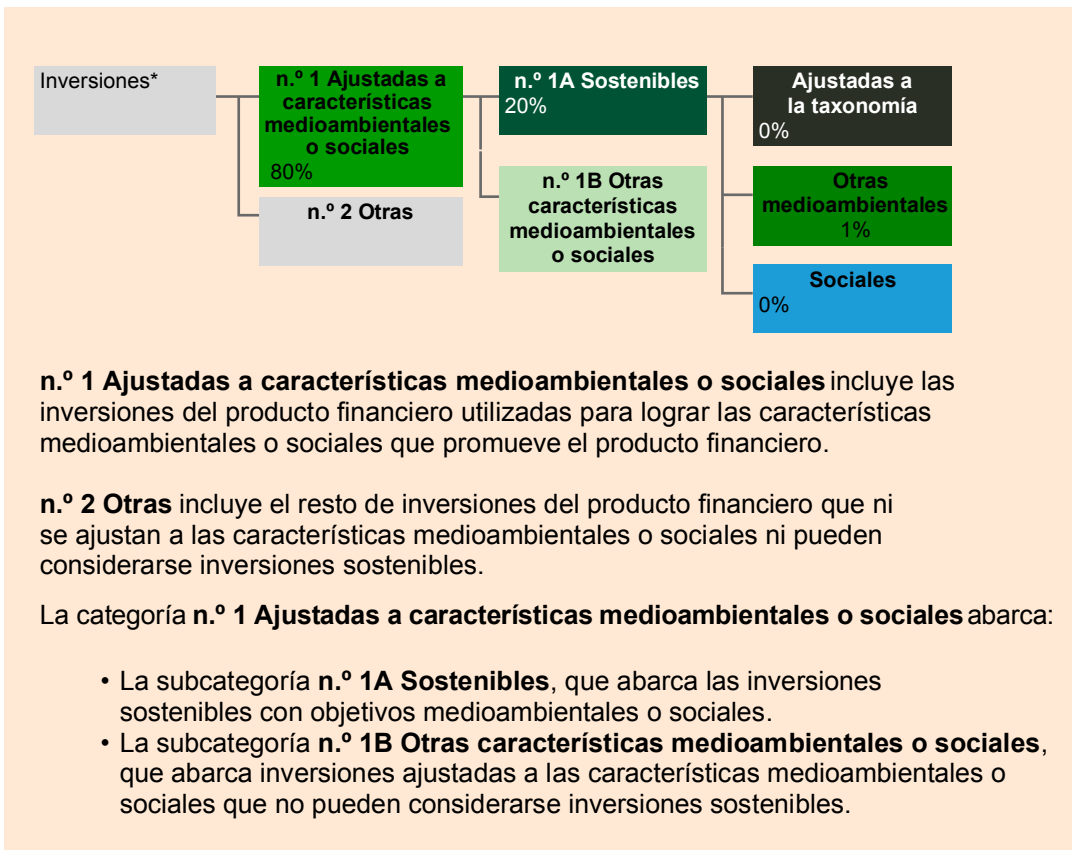 Inversiones*
n.º 1 Ajustadas a
características
medioambientales
o sociales
80%
n.º 2 Otras
n.º 1A Sostenibles
20%
n.º 1B Otras
características
medioambientales
o sociales
Ajustadas a
la taxonomía
0%
Otras
medioambientales
1%
Sociales
0%
n.º 1 Ajustadas a características medioambientales o sociales incluye las
inversiones del producto financiero utilizadas para lograr las características
medioambientales o sociales que promueve el producto financiero.
n.º 2 Otras incluye el resto de inversiones del producto financiero que ni
se ajustan a las características medioambientales o sociales ni pueden
considerarse inversiones sostenibles.
La categoría n.º 1 Ajustadas a características medioambientales o sociales abarca:
• La subcategoría n.º 1A Sostenibles, que abarca las inversiones
sostenibles con objetivos medioambientales o sociales.
• La subcategoría n.º 1B Otras características medioambientales o sociales,
que abarca inversiones ajustadas a las características medioambientales o
sociales que no pueden considerarse inversiones sostenibles.